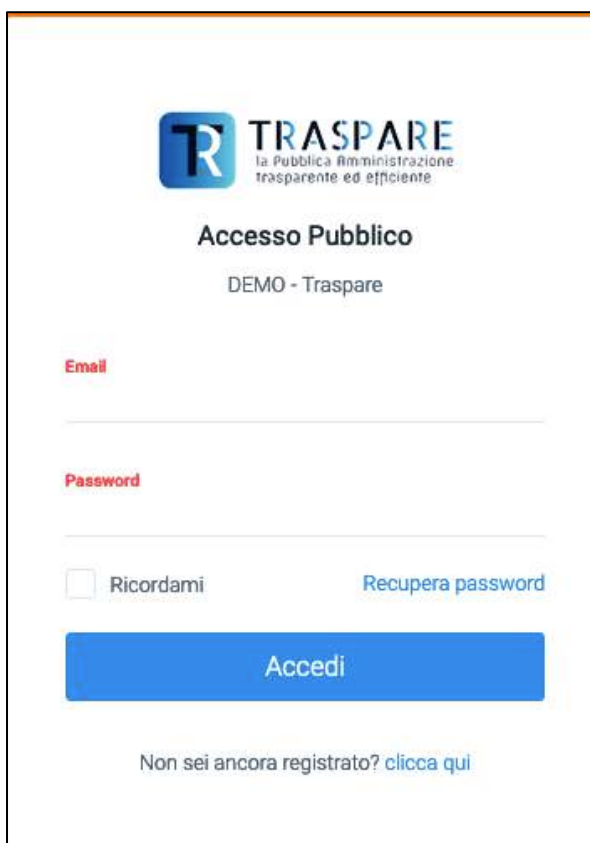 TR
TRASPARE
la Pubblica Amministrazione
trasparente ed efficiente
Accesso Pubblico
DEMO - Traspare
Email
Password
Ricordami Recupera password
Accedi
Non sei ancora registrato? clicca qui